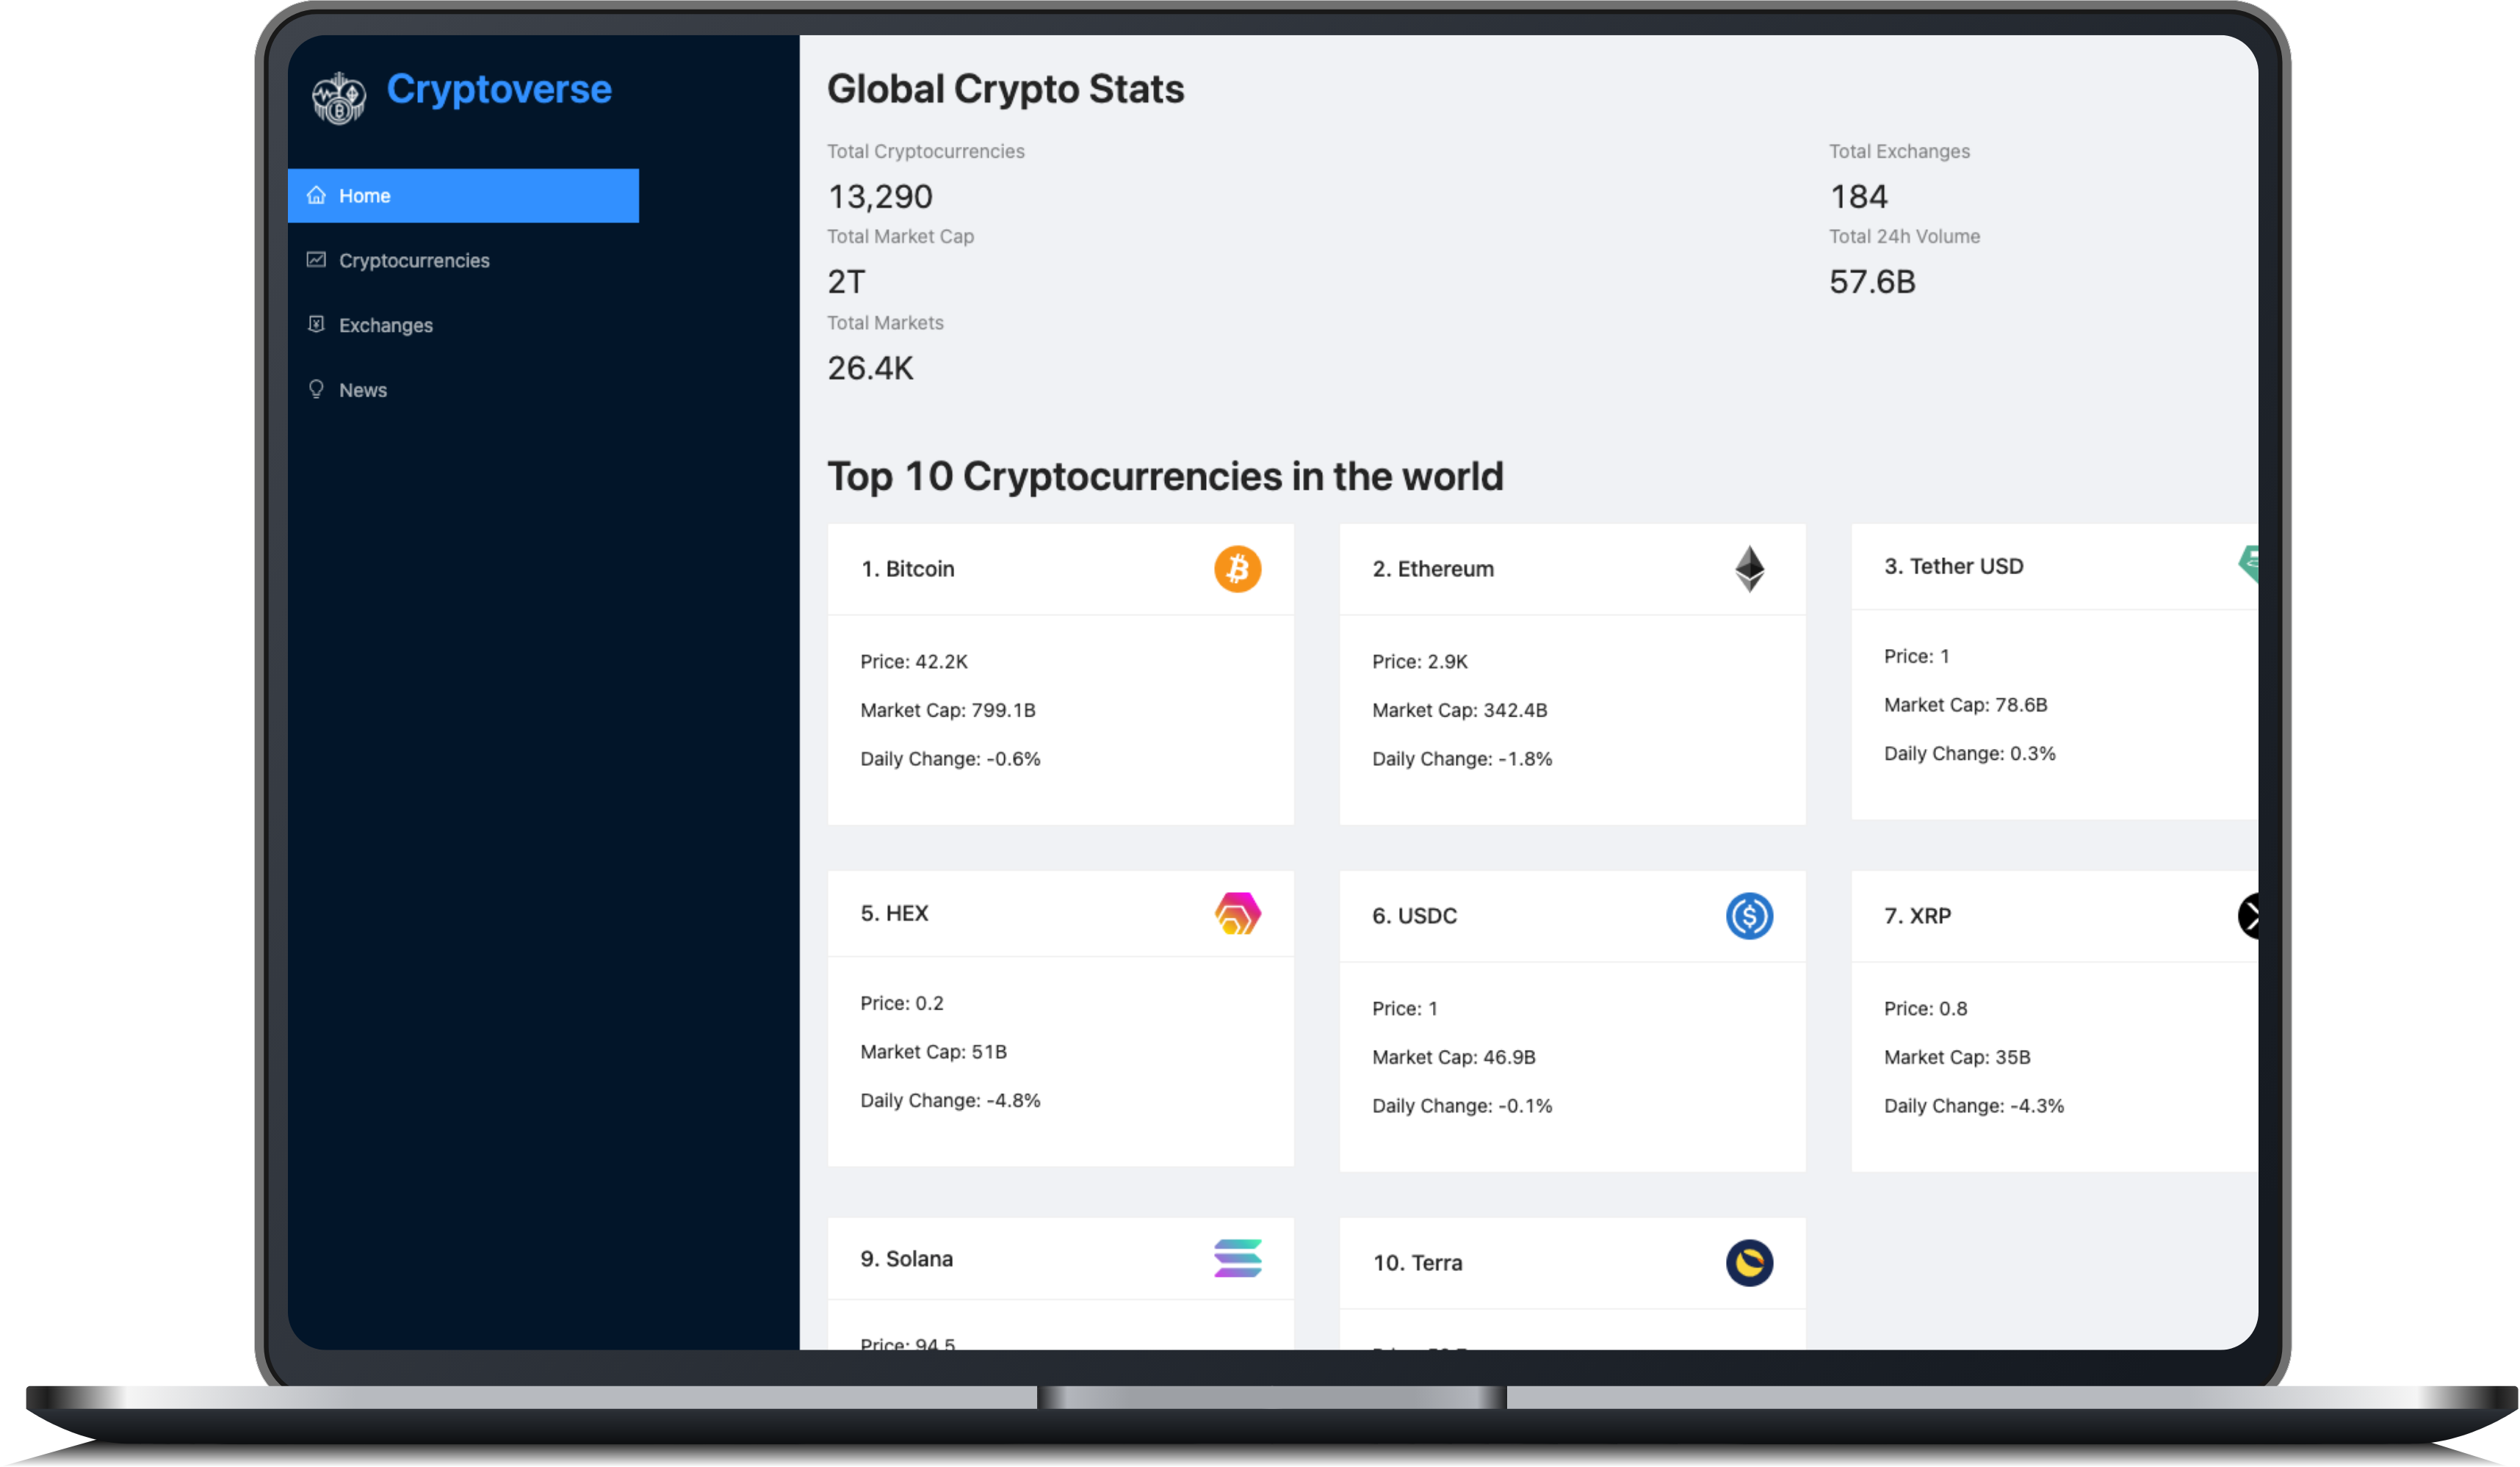 Cryptoverse
Home
Cryptocurrencies
Exchanges
News
Global Crypto Stats
Total Cryptocurrencies
13,290
Total Exchanges
184
Total Market Cap
2T
Total 24h Volume
57.6B
Total Markets
26.4K
Top 10 Cryptocurrencies in the world
1. Bitcoin
Price: 42.2K
Market Cap: 799.1B
Daily Change: -0.6%
2. Ethereum
Price: 2.9K
Market Cap: 342.4B
Daily Change: -1.8%
3. Tether USD
Price: 1
Market Cap: 78.6B
Daily Change: 0.3%
5. HEX
Price: 0.2
Market Cap: 51B
Daily Change: -4.8%
6. USDC
Price: 1
Market Cap: 46.9B
Daily Change: -0.1%
7. XRP
Price: 0.8
Market Cap: 35B
Daily Change: -4.3%
9. Solana
Price: 94.5
10. Terra